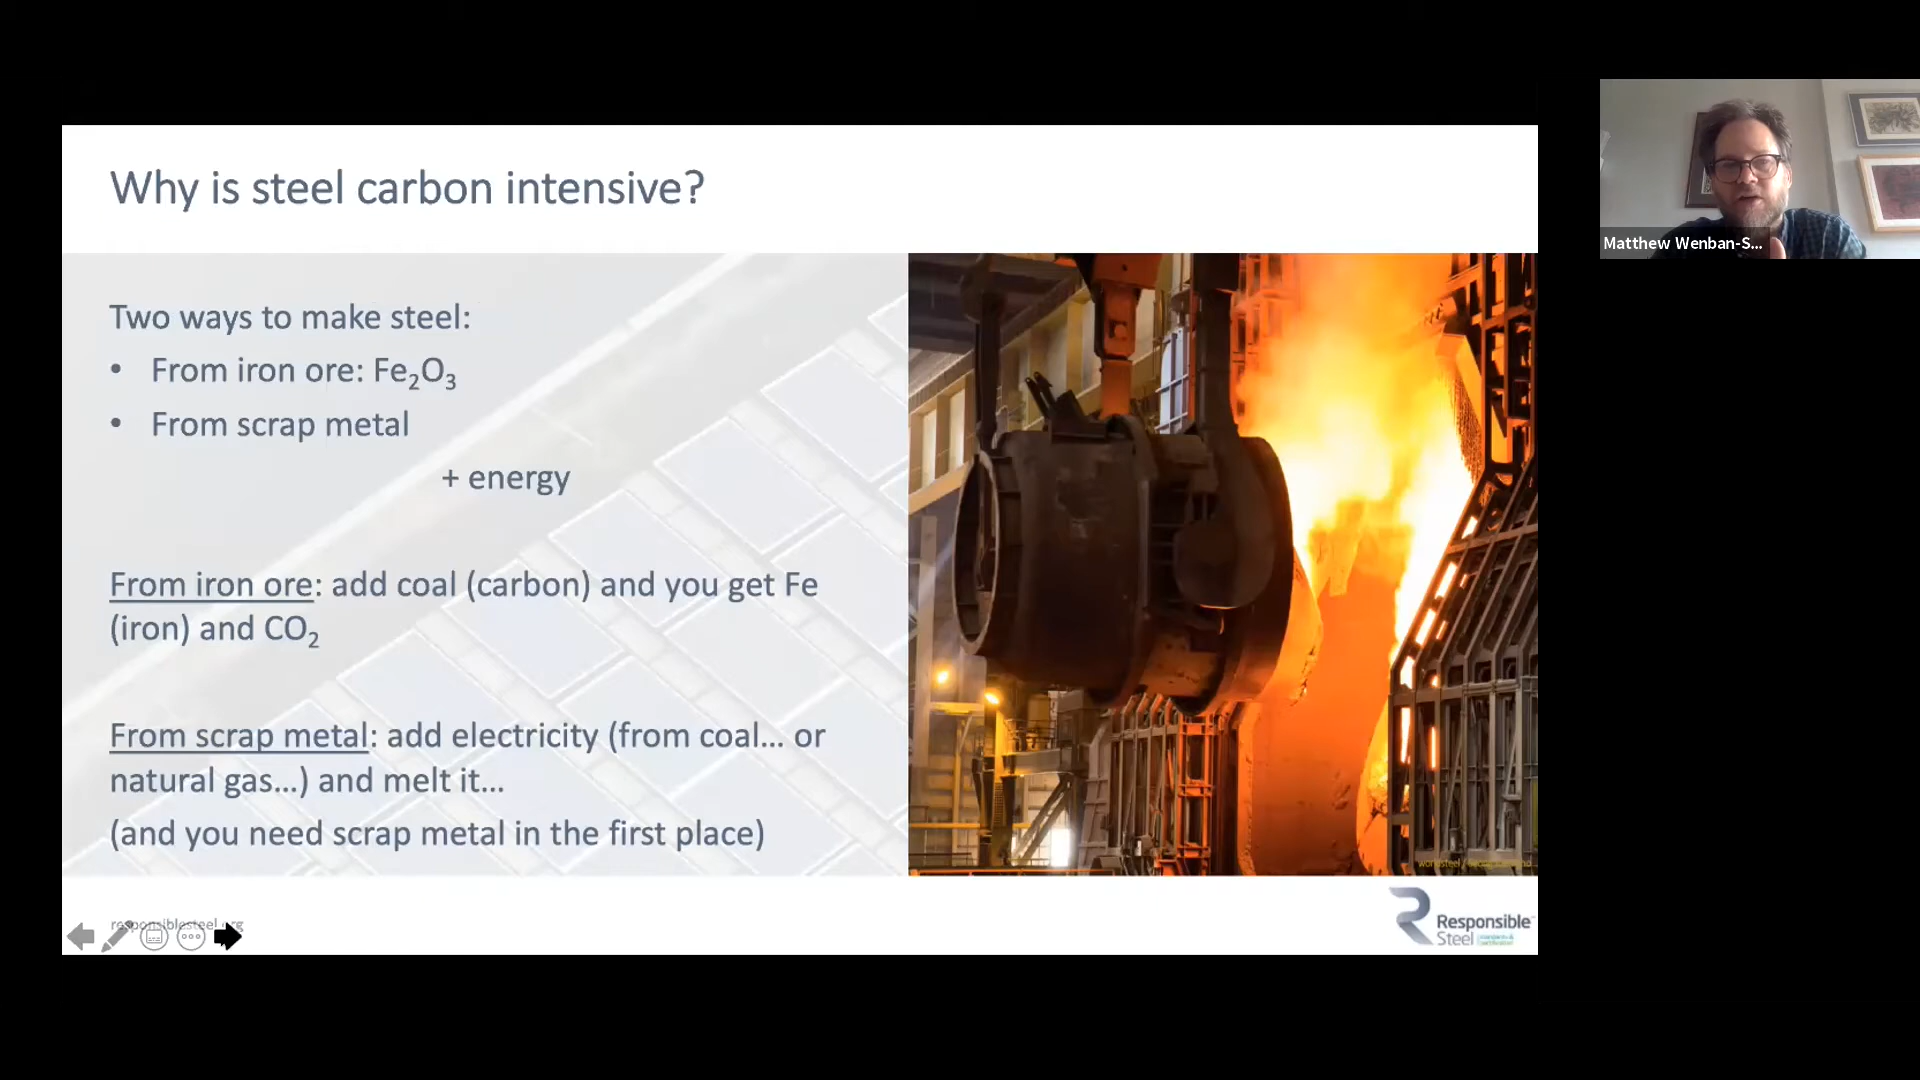 Why is steel carbon intensive?
Matthew Wenban-S...
Two ways to make steel:
• From iron ore: Fe₂O₃
• From scrap metal
+ energy
From iron ore: add coal (carbon) and you get Fe
(iron) and CO₂
From scrap metal: add electricity (from coal... or
natural gas...) and melt it...
(and you need scrap metal in the first place)
responsiblesteel.org
Responsible
Steel